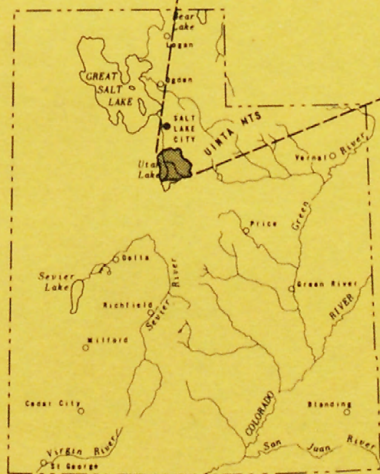 Bear
Lake
Logan
GREAT
SALT
LAKE
Ogden
SALT
LAKE
CITY
UINTA MTS
Utah
Lake
Vernal
River
Green
Price
Delta
Sevier
Lake
Sevier River
Green River
RIVER
Richfield
Milford
COLORADO
Cedar City
Blanding
Virgin River
San Juan River
St George